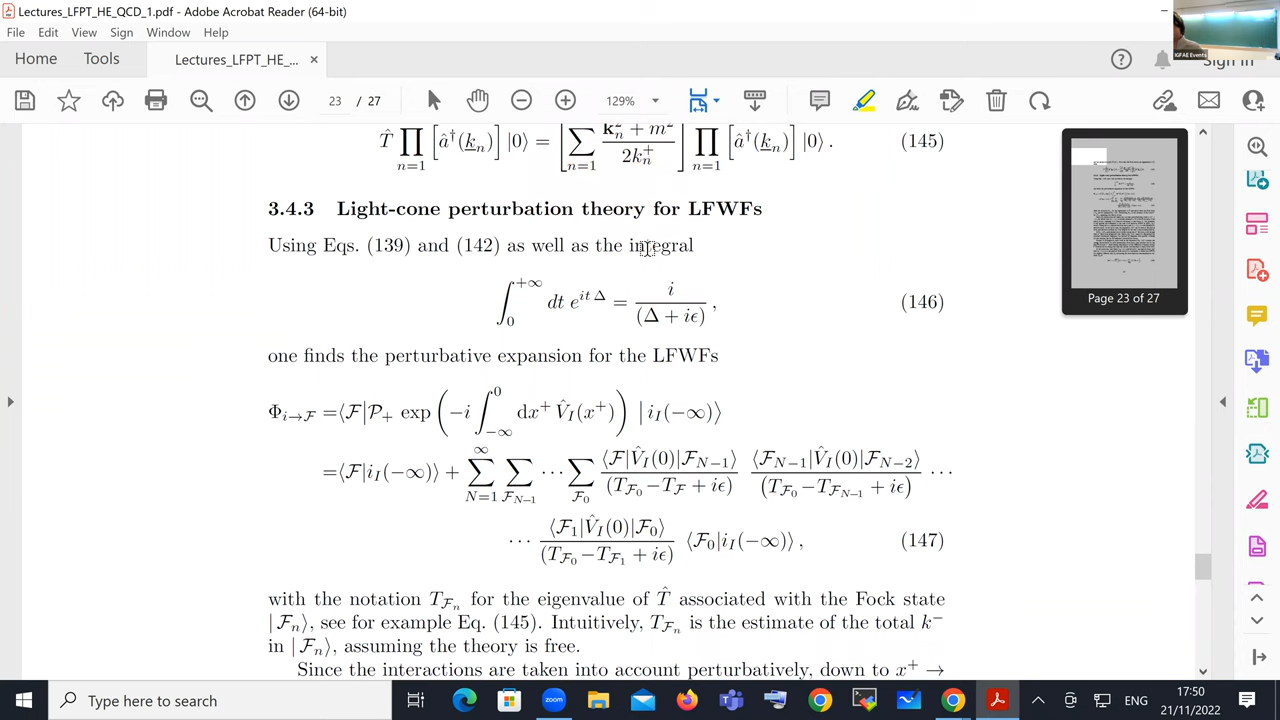 Lectures_LFPT_HE_QCD_1.pdf - Adobe Acrobat Reader (64-bit)
File Edit View Sign Window Help
Home Tools Lectures_LFPT_HE_... × Sign In
IGFAE Events
23 / 27 129%
T̂ ∏_{n=1} [â†(k_n)] |0⟩ = [∑_{n=1} (k_n² + m²)/(2k_n^+)] ∏_{n=1} [â†(k_n)] |0⟩ . (145)
3.4.3 Light-cone perturbation theory for LFWFs
Using Eqs. (139) and (142) as well as the integral
∫_0^{+∞} dt e^{it Δ} = i/(Δ + iϵ) , (146)
one finds the perturbative expansion for the LFWFs
Φ_{i→F} =⟨F|P_+ exp (−i ∫_{−∞}^0 dx^+ V̂_I(x^+)) | i_I(−∞)⟩
=⟨F|i_I(−∞)⟩ + ∑_{N=1}^∞ ∑_{F_{N−1}} ··· ∑_{F_0} ⟨F|V̂_I(0)|F_{N−1}⟩/(T_{F_0} −T_F + iϵ) ⟨F_{N−1}|V̂_I(0)|F_{N−2}⟩/(T_{F_0} −T_{F_{N−1}} + iϵ) ···
··· ⟨F_1|V̂_I(0)|F_0⟩/(T_{F_0} −T_{F_1} + iϵ) ⟨F_0|i_I(−∞)⟩ , (147)
with the notation T_{F_n} for the eigenvalue of T̂ associated with the Fock state
| F_n⟩, see for example Eq. (145). Intuitively, T_{F_n} is the estimate of the total k^−
in | F_n⟩, assuming the theory is free.
Since the interactions are taken into account perturbatively, down to x^+ →
Page 23 of 27
Type here to search
zoom
ENG
17:50
21/11/2022